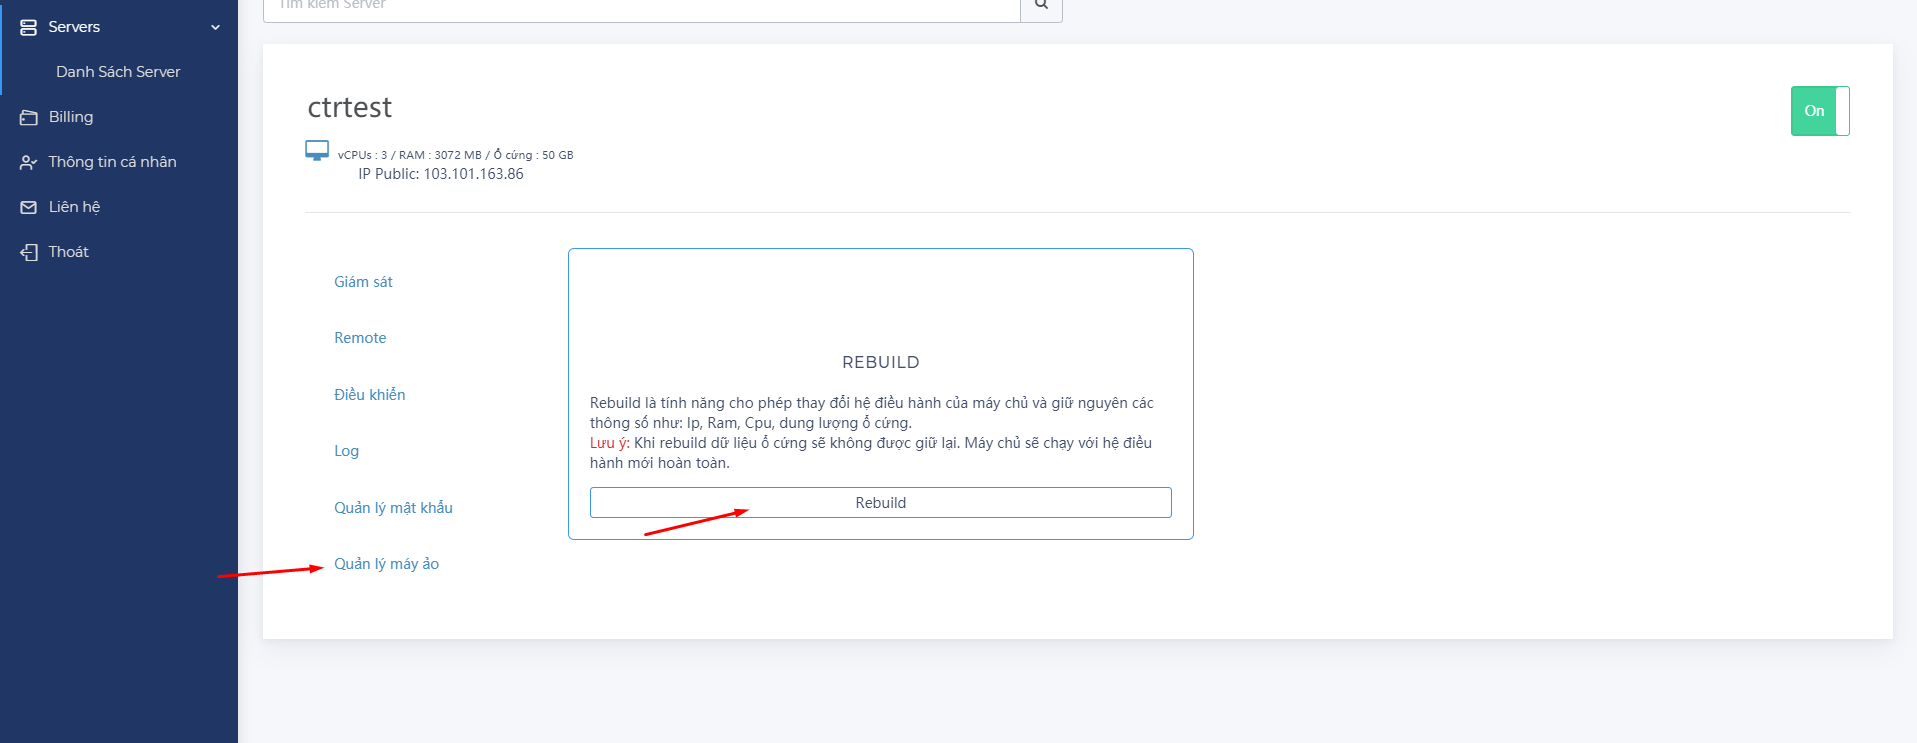 Tìm kiếm Server
Servers
Danh Sách Server
Billing
Thông tin cá nhân
Liên hệ
Thoát
ctrtest
On
vCPUs : 3 / RAM : 3072 MB / Ổ cứng : 50 GB
IP Public: 103.101.163.86
Giám sát
Remote
Điều khiển
Log
Quản lý mật khẩu
Quản lý máy ảo
REBUILD
Rebuild là tính năng cho phép thay đổi hệ điều hành của máy chủ và giữ nguyên các
thông số như: Ip, Ram, Cpu, dung lượng ổ cứng.
Lưu ý: Khi rebuild dữ liệu ổ cứng sẽ không được giữ lại. Máy chủ sẽ chạy với hệ điều
hành mới hoàn toàn.
Rebuild